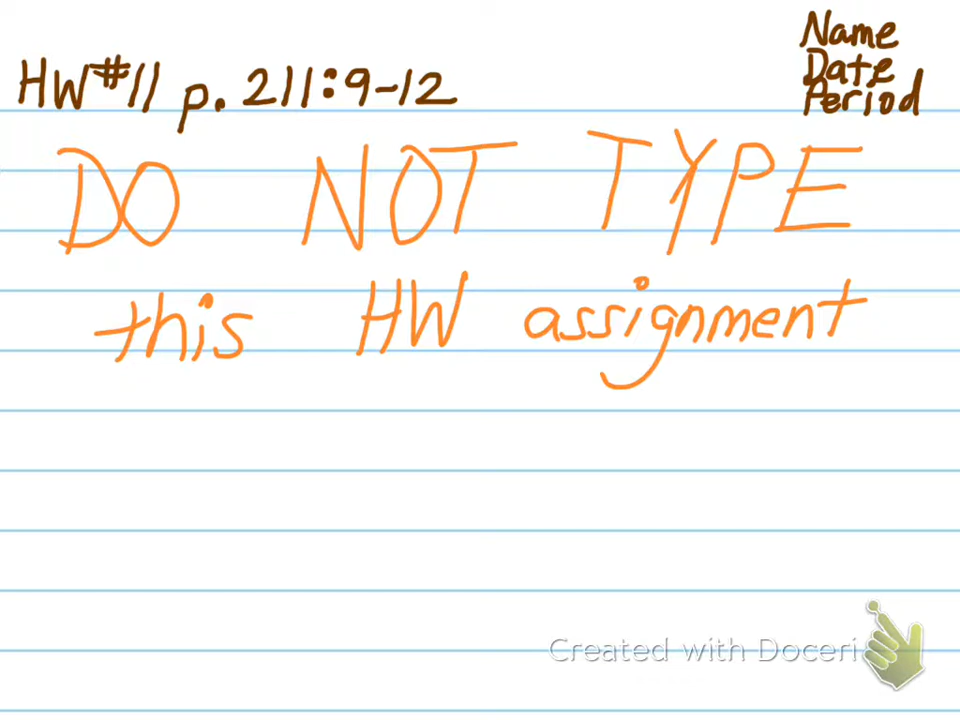 Name
Date
Period
HW#11 p. 211:9-12
DO NOT TYPE
this HW assignment
Created with Doceri